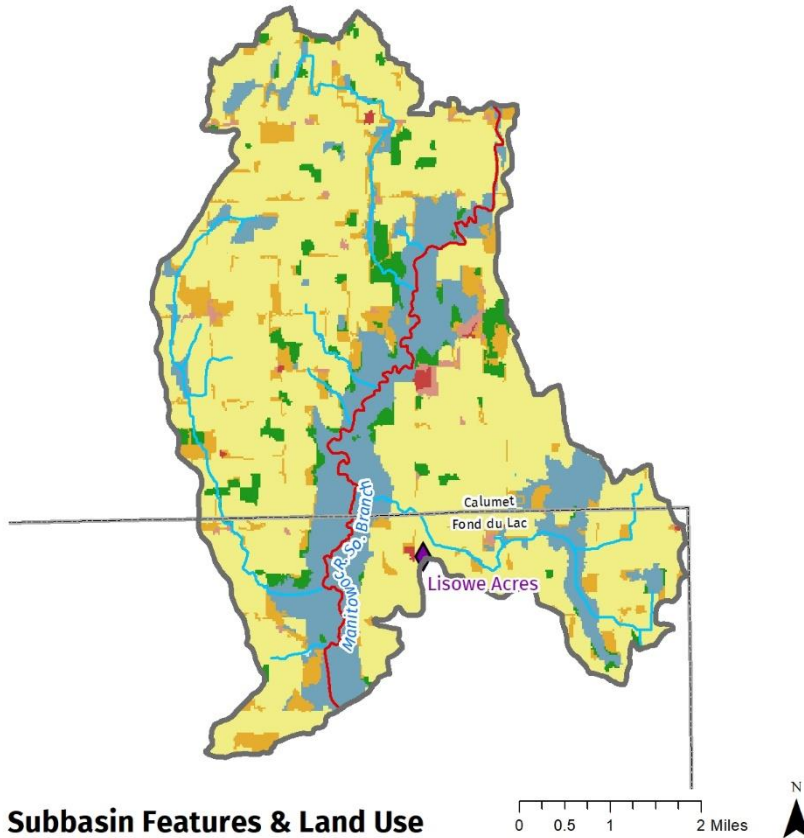 Calumet
Fond du Lac
Manitowoc R. So. Branch
Lisowe Acres
Subbasin Features & Land Use
0 0.5 1 2 Miles
N